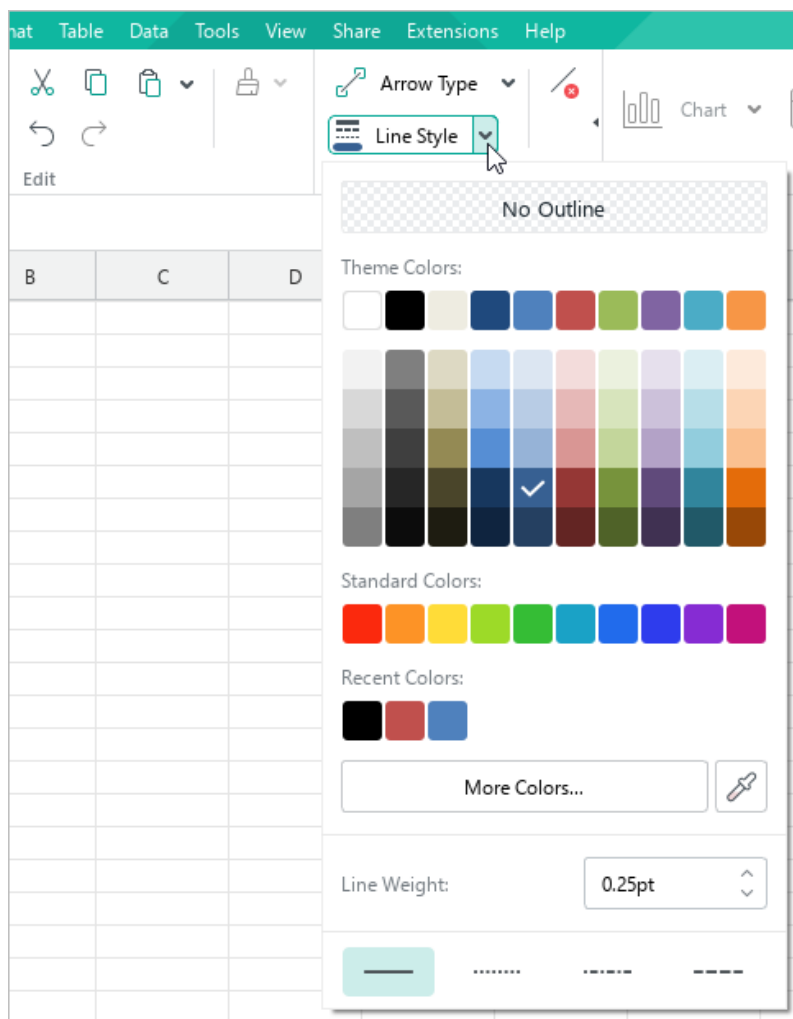 Table Data Tools View Share Extensions Help
Arrow Type
Line Style
Chart
Edit
No Outline
B C D
Theme Colors:
Standard Colors:
Recent Colors:
More Colors...
Line Weight: 0.25pt